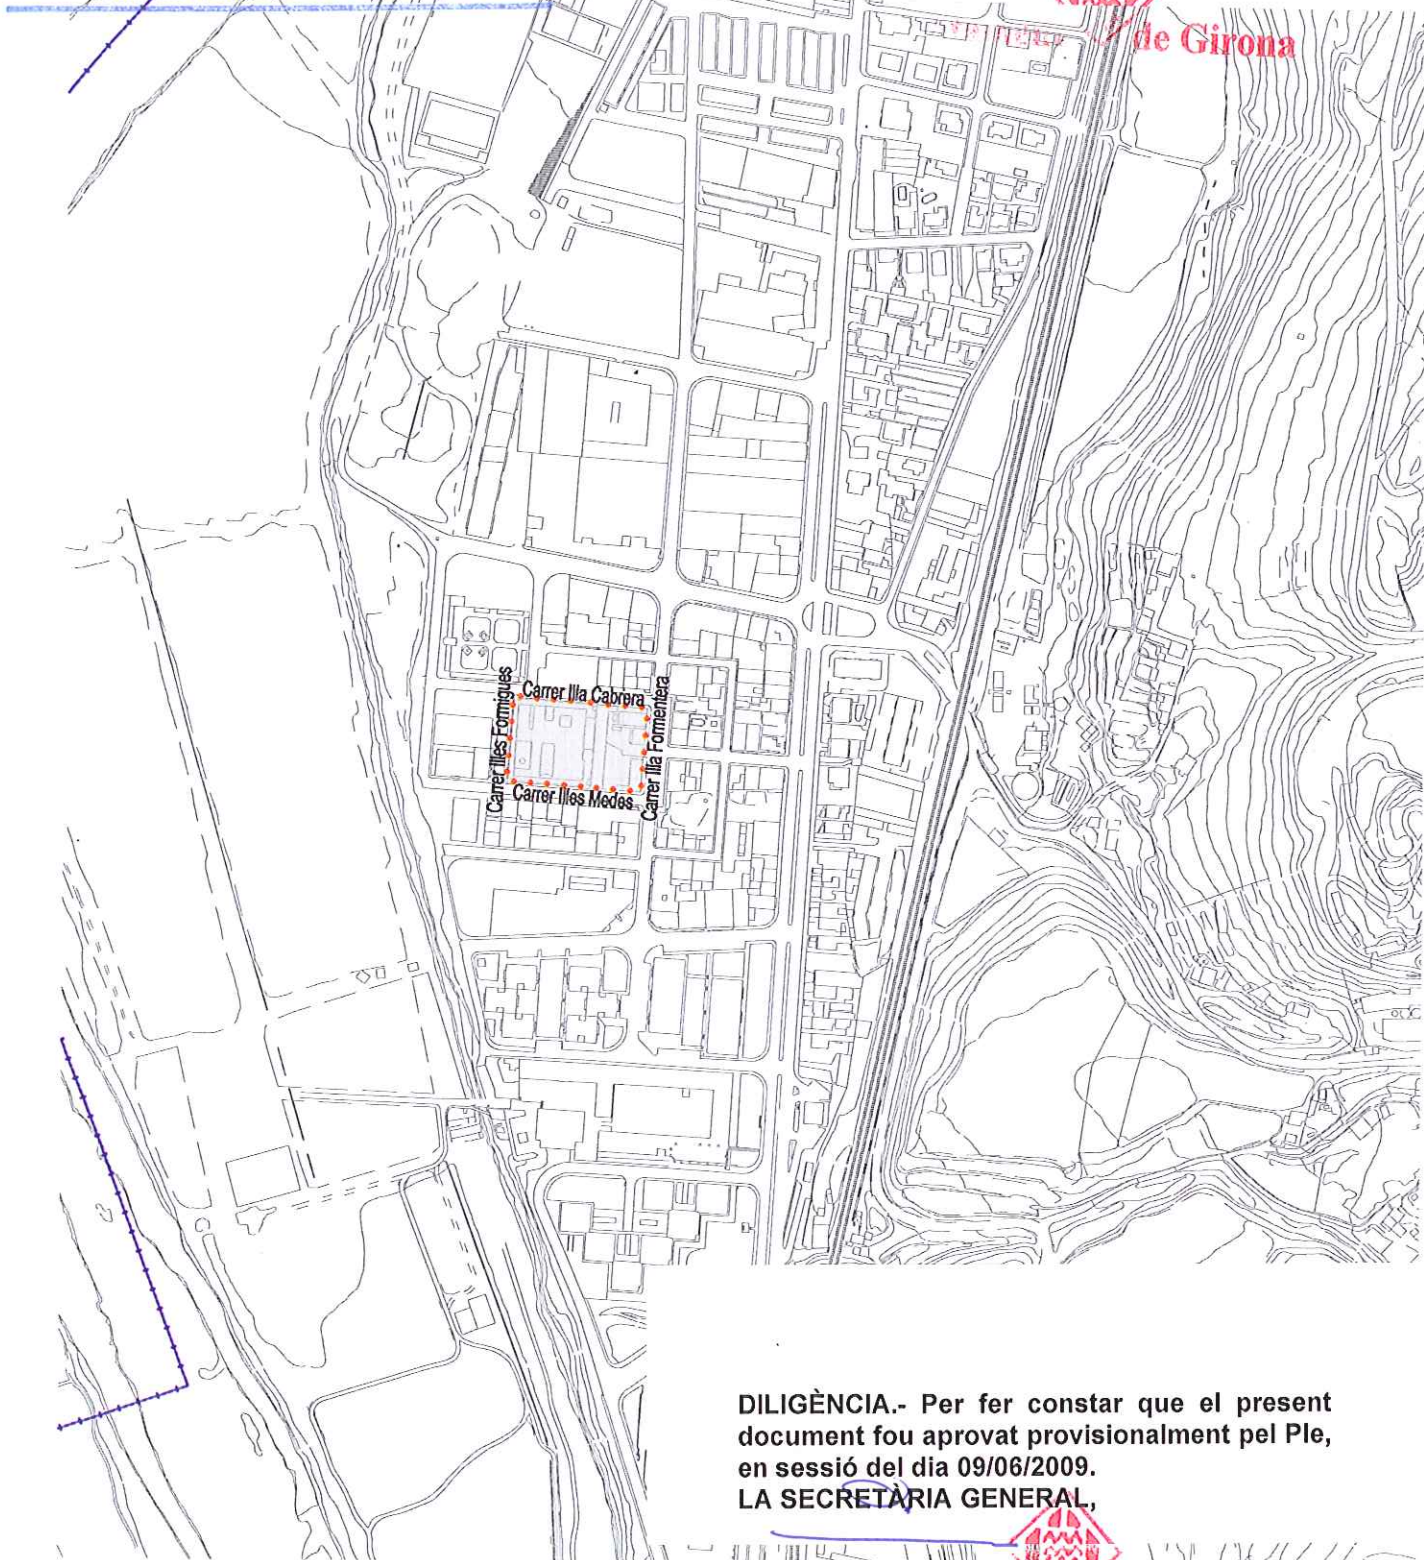 de Girona
Carrer Illa Cabrera
Carrer Illes Formigues
Carrer Illa Formentera
Carrer Illes Medes
DILIGÈNCIA.- Per fer constar que el present
document fou aprovat provisionalment pel Ple,
en sessió del dia 09/06/2009.
LA SECRETÀRIA GENERAL,